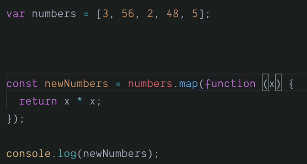 var numbers = [3, 56, 2, 48, 5];
const newNumbers = numbers.map(function (x) {
  return x * x;
});
console.log(newNumbers);